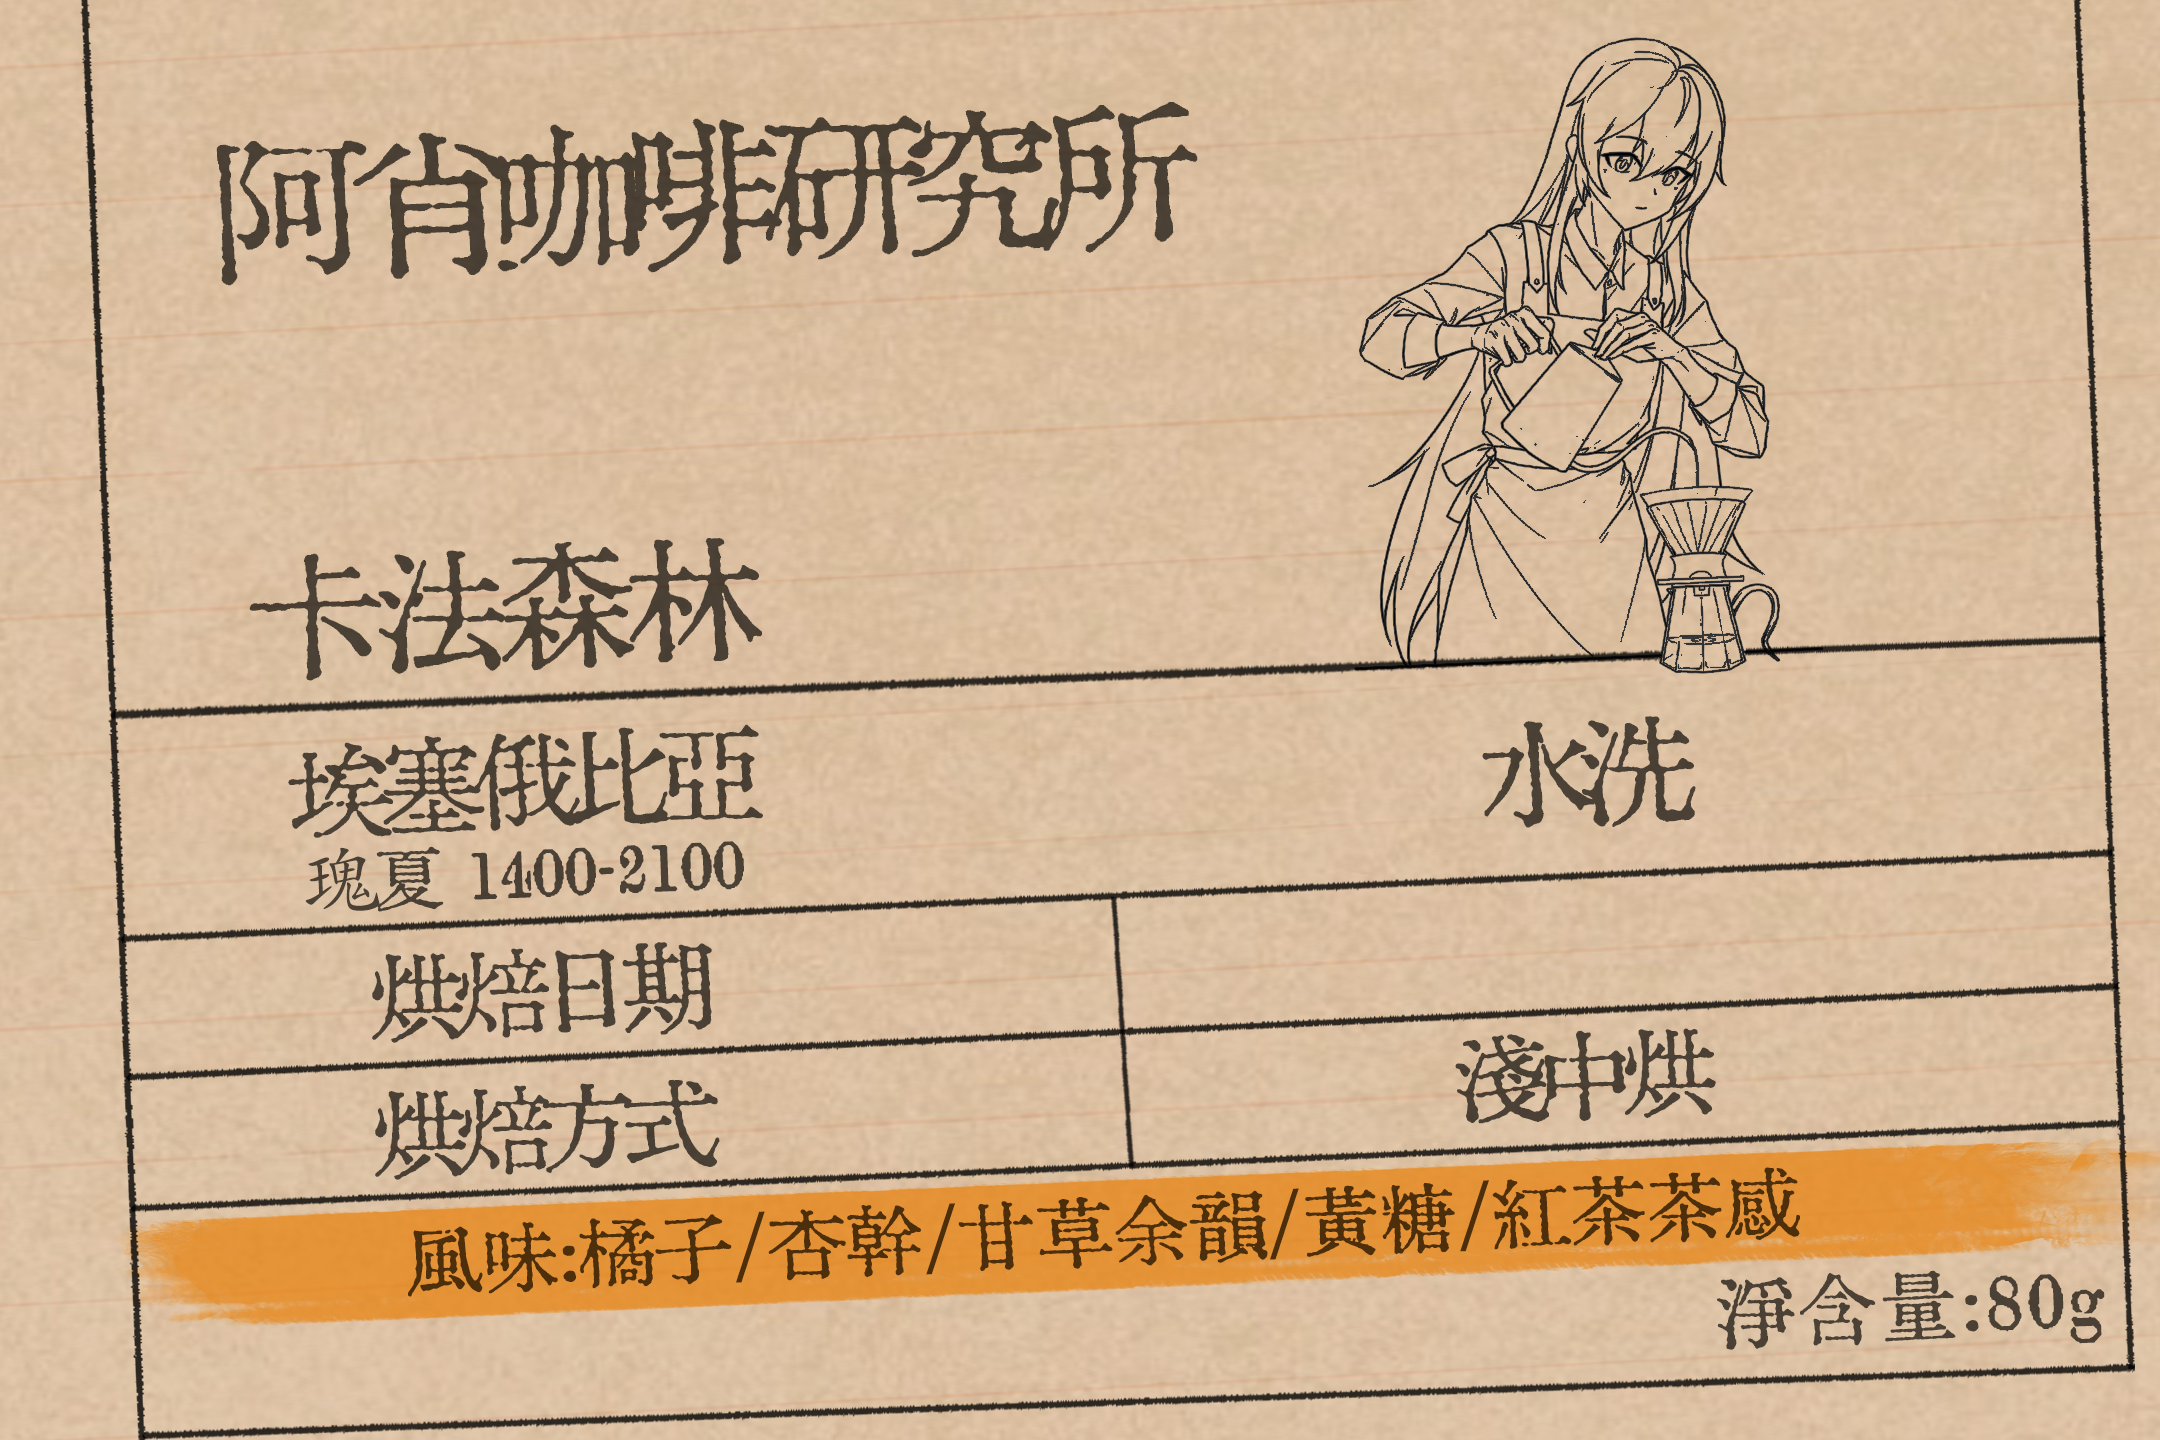 阿肖咖啡研究所
卡法森林
埃塞俄比亞
水洗
瑰夏 1400-2100
烘焙日期
烘焙方式
淺中烘
風味:橘子/杏幹/甘草余韻/黃糖/紅茶茶感
淨含量:80g